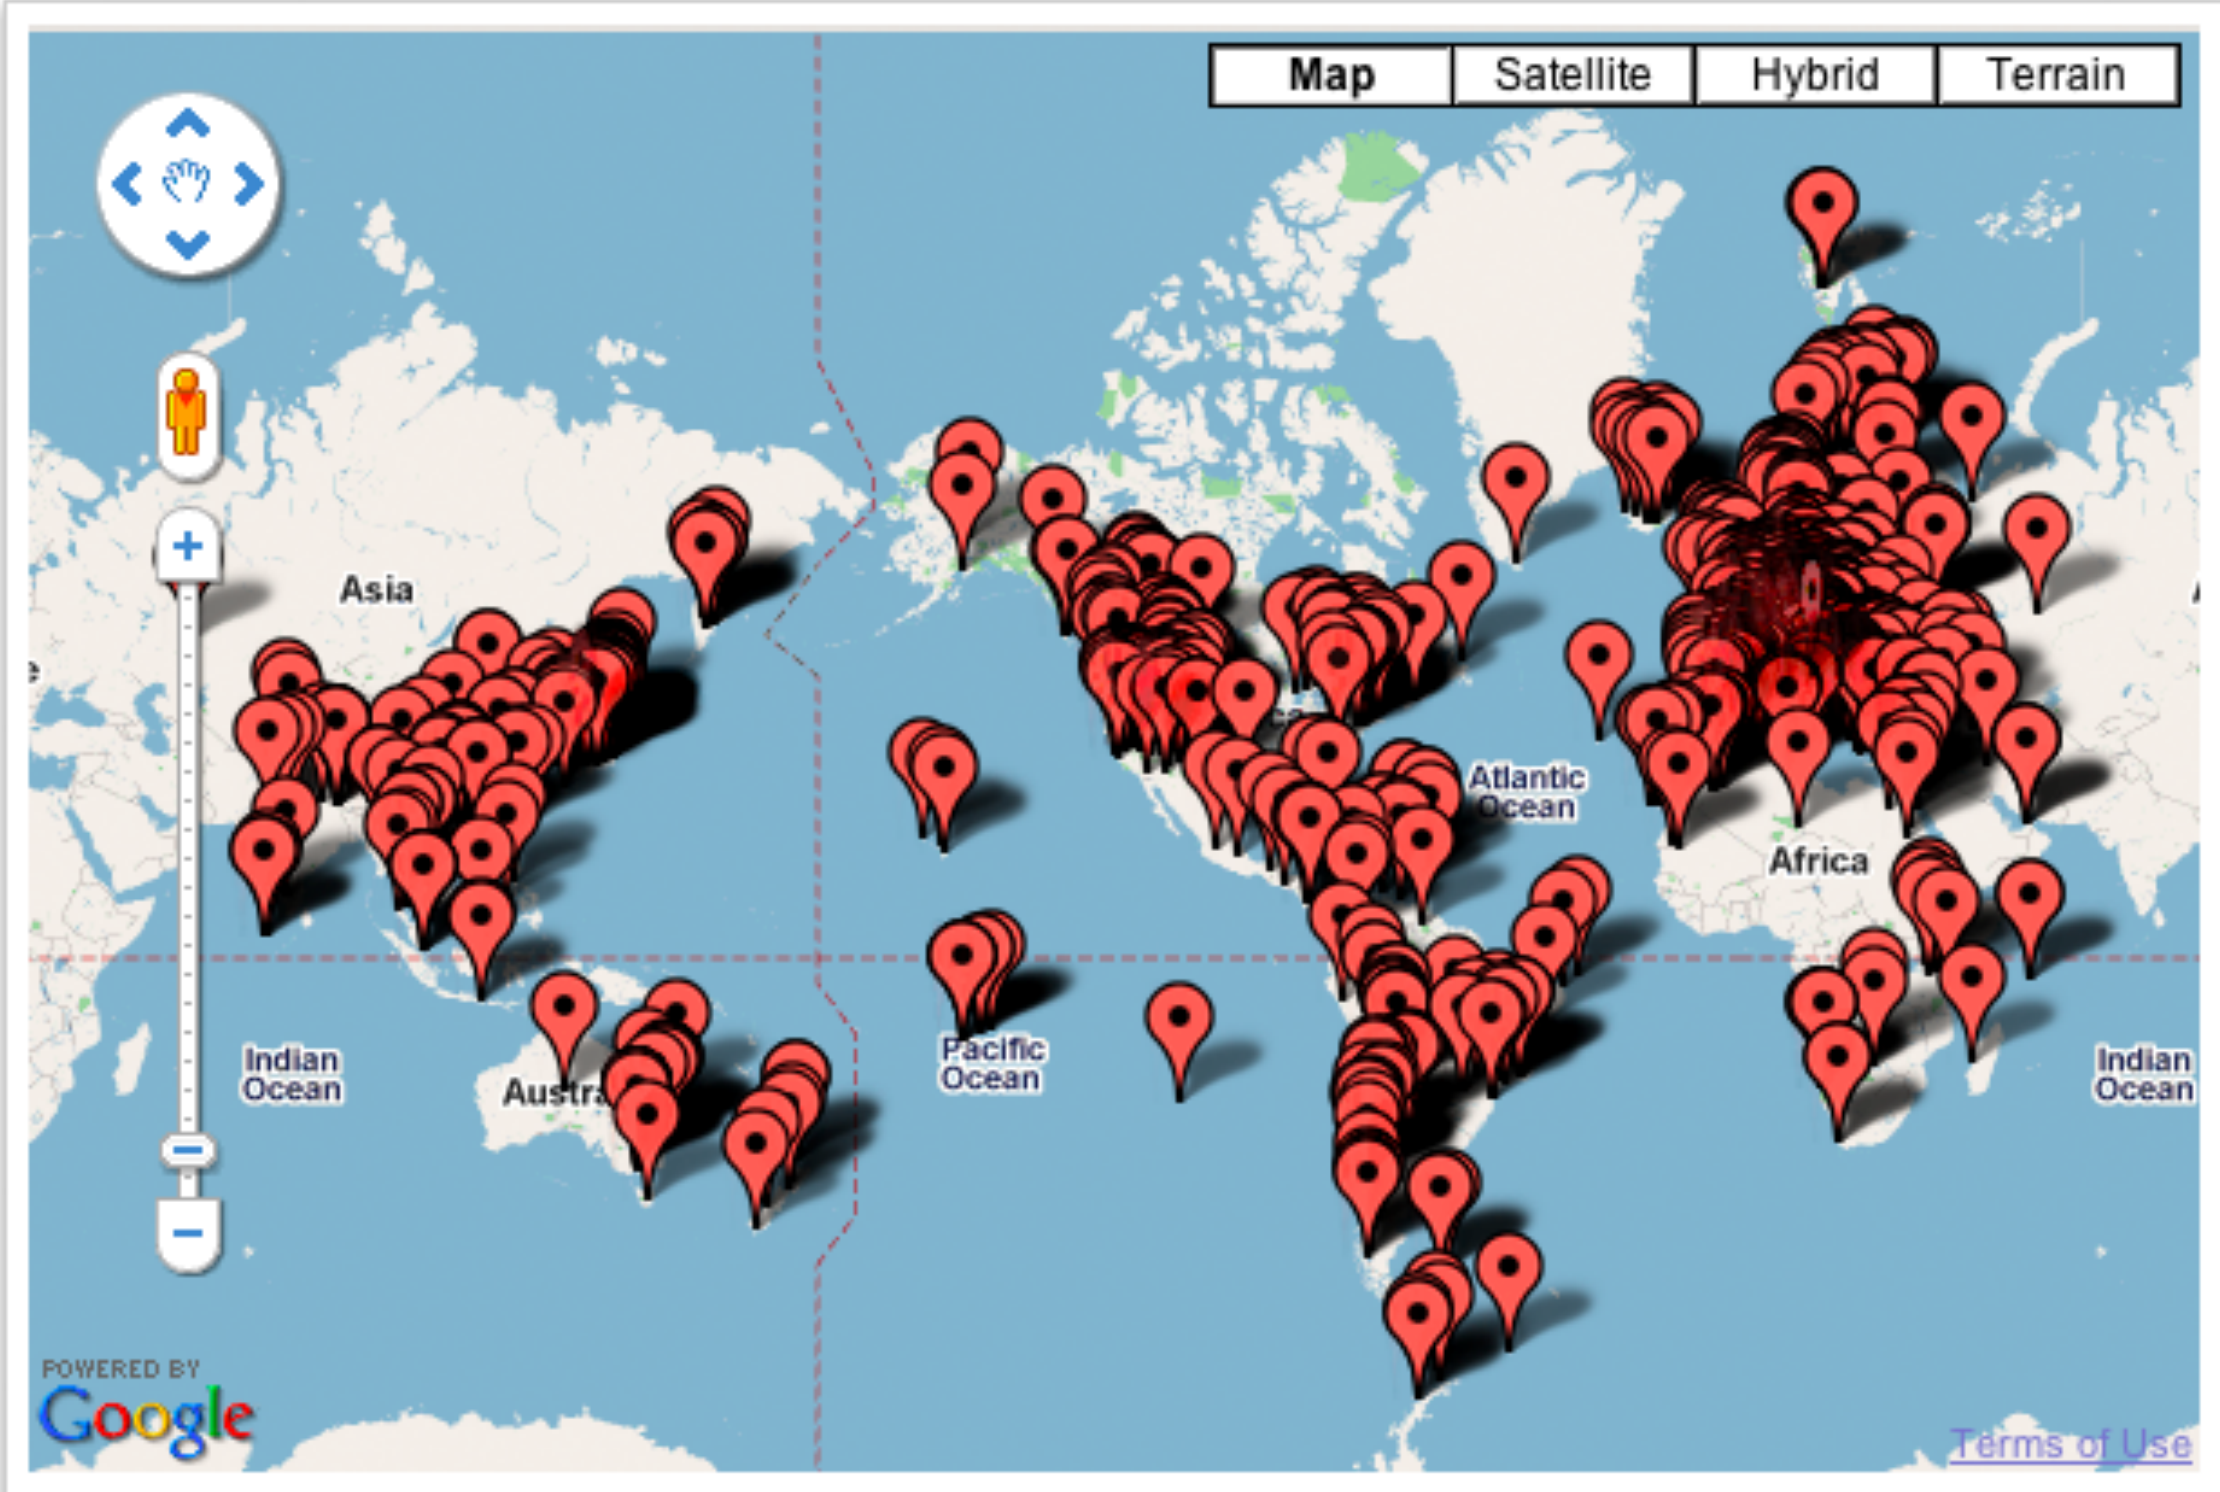 Map Satellite Hybrid Terrain
Asia
Atlantic
Ocean
Africa
Pacific
Ocean
Indian
Ocean
Austra
Indian
Ocean
POWERED BY
Google
Terms of Use